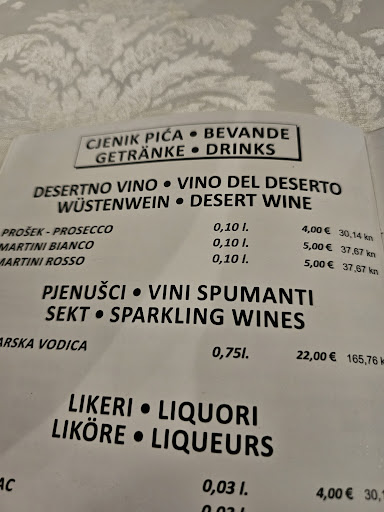 CJENIK PIĆA • BEVANDE
GETRÄNKE • DRINKS
DESERTNO VINO • VINO DEL DESERTO
WÜSTENWEIN • DESERT WINE
PROŠEK - PROSECCO 0,10 l. 4,00 € 30,14 kn
MARTINI BIANCO 0,10 l. 5,00 € 37,67 kn
MARTINI ROSSO 0,10 l. 5,00 € 37,67 kn
PJENUŠCI • VINI SPUMANTI
SEKT • SPARKLING WINES
ARSKA VODICA 0,75l. 22,00 € 165,76
LIKERI • LIQUORI
LIKÖRE • LIQUEURS
AC 0,03 l. 4,00 € 30,